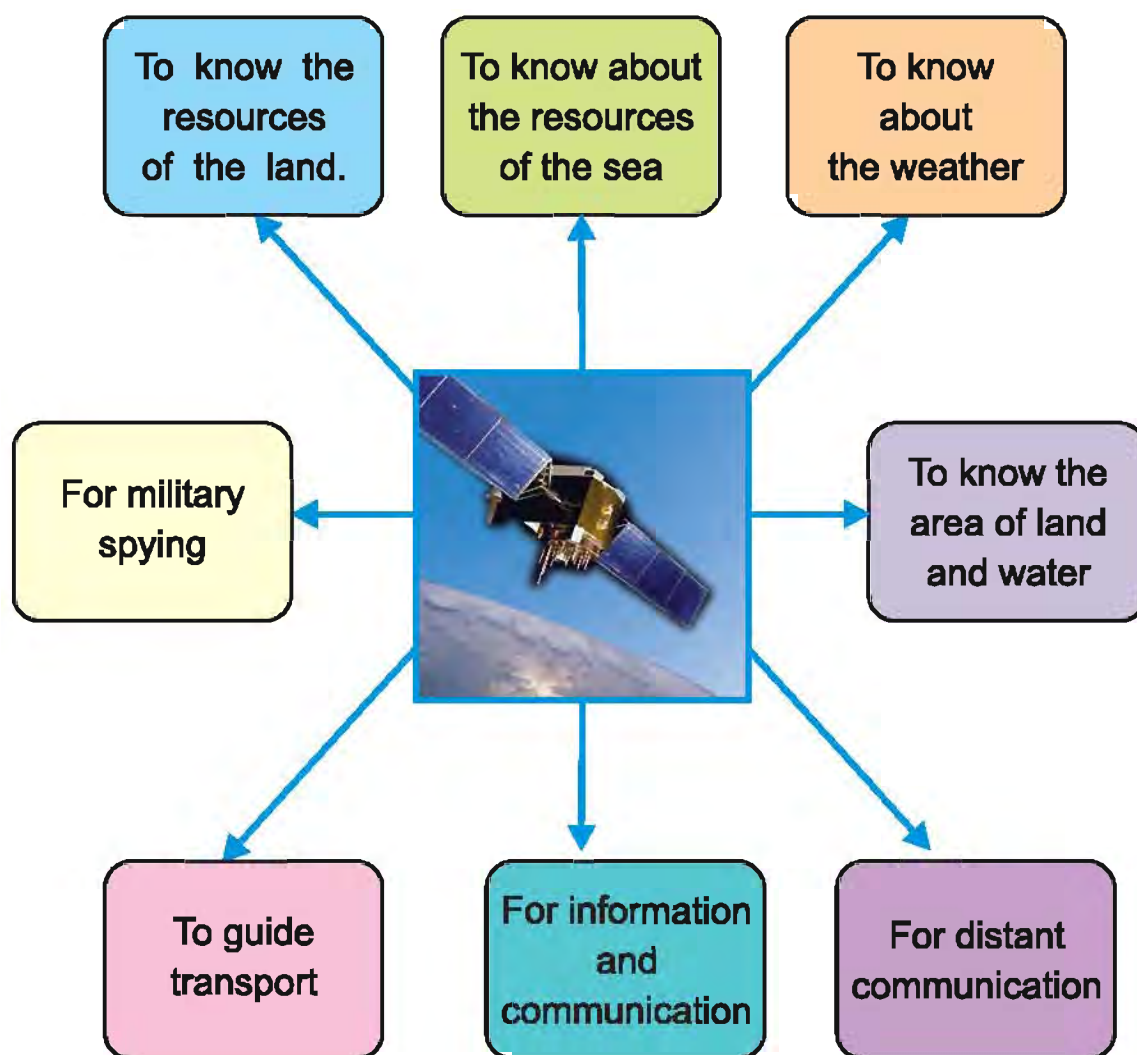 To know the
resources
of the land.
To know about
the resources
of the sea
To know
about
the weather
For military
spying
To know the
area of land
and water
To guide
transport
For information
and
communication
For distant
communication